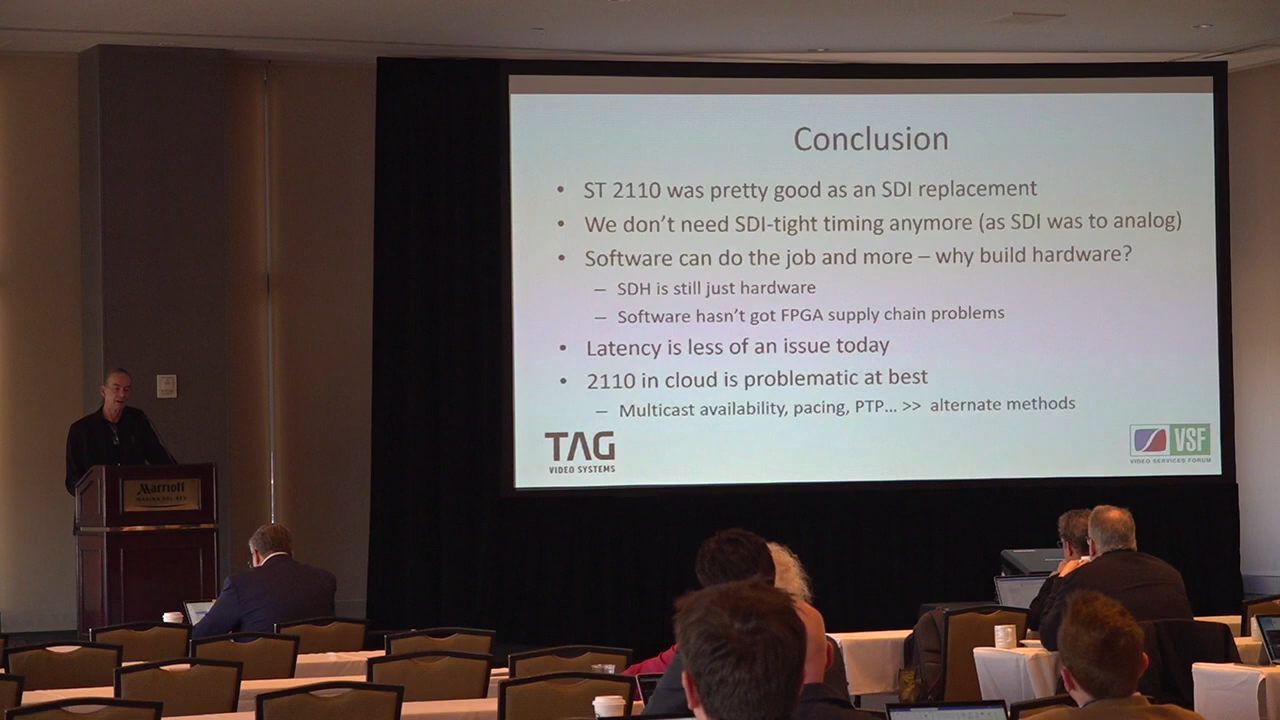 Conclusion
• ST 2110 was pretty good as an SDI replacement
• We don't need SDI-tight timing anymore (as SDI was to analog)
• Software can do the job and more – why build hardware?
– SDH is still just hardware
– Software hasn't got FPGA supply chain problems
• Latency is less of an issue today
• 2110 in cloud is problematic at best
– Multicast availability, pacing, PTP... >> alternate methods
TAG
VIDEO SYSTEMS
VSF
VIDEO SERVICES FORUM
Marriott
MARINA DEL REY